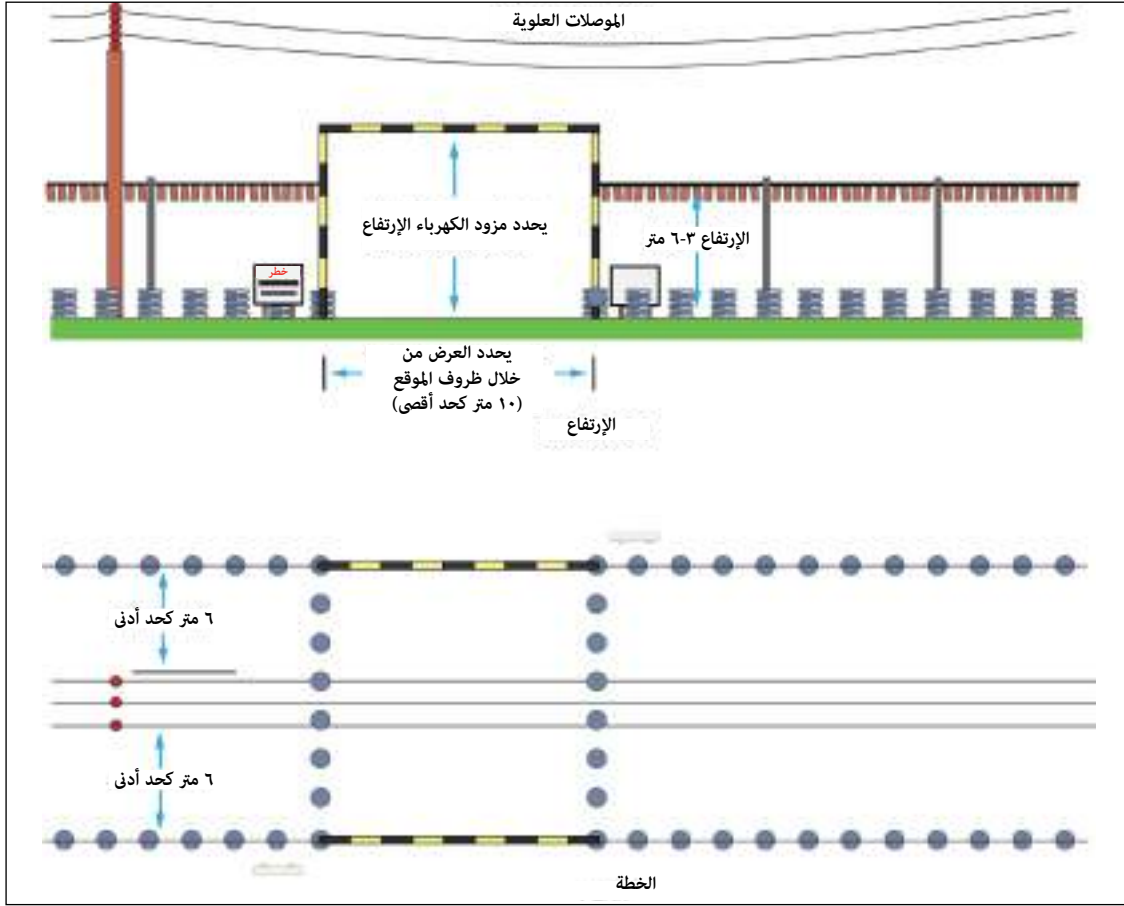 الموصلات العلوية
يحدد مزود الكهرباء الإرتفاع
الإرتفاع ٣-٦ متر
خطر
يحدد العرض من
خلال ظروف الموقع
(١٠ متر كحد أقصى)
الإرتفاع
٦ متر كحد أدنى
٦ متر كحد أدنى
الخطة